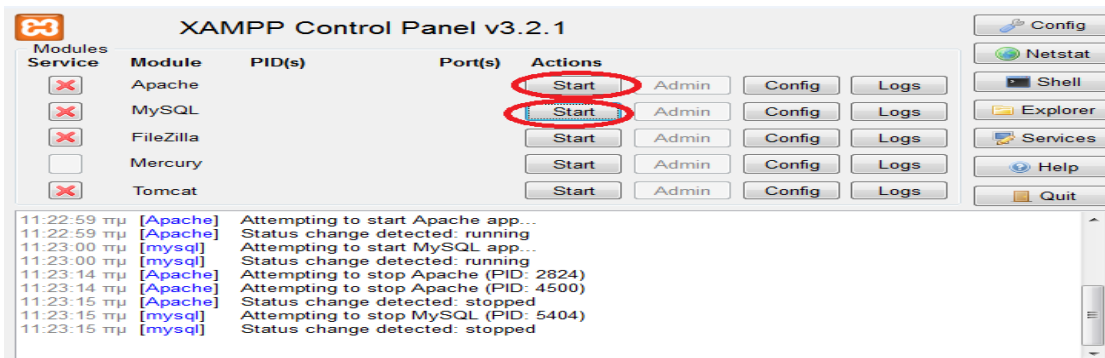 XAMPP Control Panel v3.2.1
Config
Modules
Service Module PID(s) Port(s) Actions
Netstat
Apache Start Admin Config Logs
Shell
MySQL Start Admin Config Logs
Explorer
FileZilla Start Admin Config Logs
Services
Mercury Start Admin Config Logs
Help
Tomcat Start Admin Config Logs
Quit
11:22:59 πμ [Apache] Attempting to start Apache app...
11:22:59 πμ [Apache] Status change detected: running
11:23:00 πμ [mysql] Attempting to start MySQL app...
11:23:00 πμ [mysql] Status change detected: running
11:23:14 πμ [Apache] Attempting to stop Apache (PID: 2824)
11:23:14 πμ [Apache] Attempting to stop Apache (PID: 4500)
11:23:15 πμ [Apache] Status change detected: stopped
11:23:15 πμ [mysql] Attempting to stop MySQL (PID: 5404)
11:23:15 πμ [mysql] Status change detected: stopped